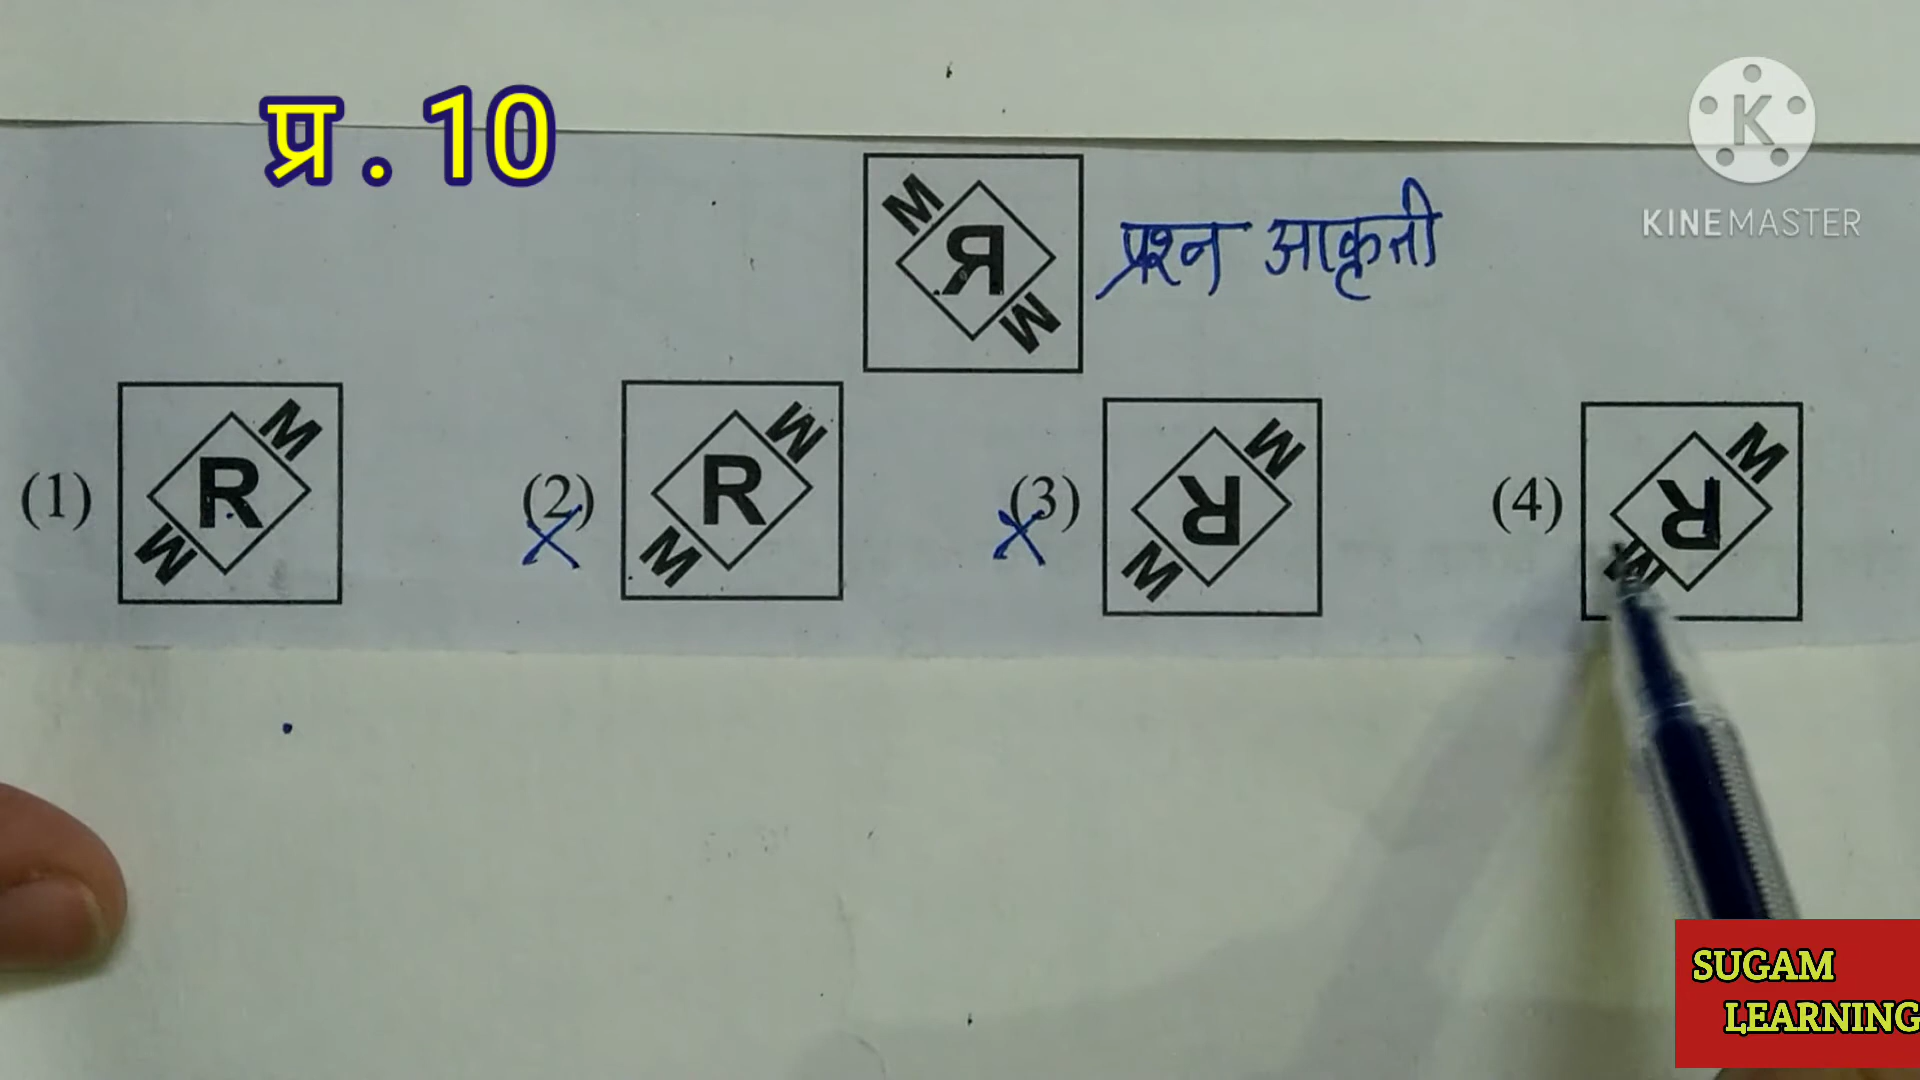 प्र.10
KINEMASTER
M
R
M
प्रश्न आकृती
(1) M R M
(2) M R M
(3) M R M
(4) M R M
SUGAM
LEARNING